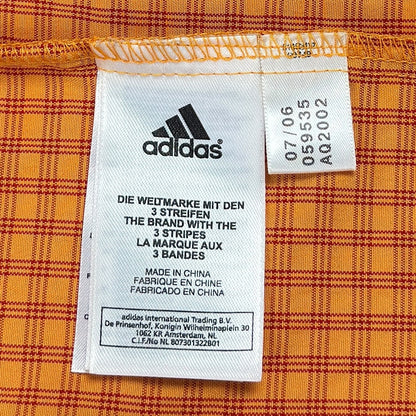 adidas
DIE WELTMARKE MIT DEN
3 STREIFEN
THE BRAND WITH THE
3 STRIPES
LA MARQUE AUX
3 BANDES
MADE IN CHINA
FABRIQUE EN CHINE
FABRICADO EN CHINA
adidas International Trading B.V.
De Prinsenhof, Konigin Wilhelminaplein 30
1062 KR Amsterdam, NL
C.I.F./No NL 807301322B01
07/06
059535
AQ2002